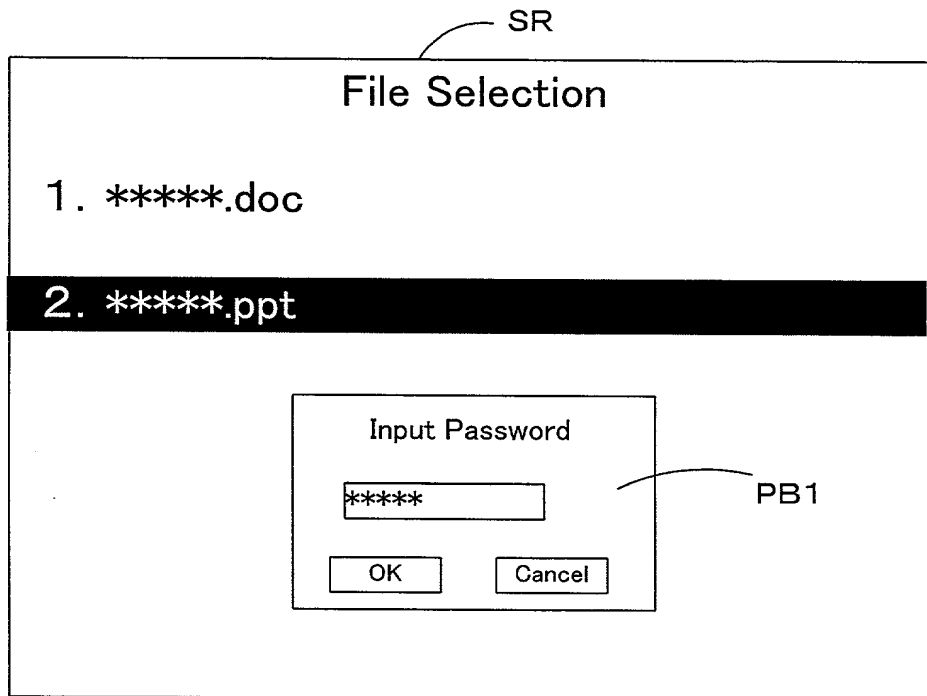 SR
File Selection
1. *****.doc
2. *****.ppt
Input Password
*****
PB1
OK Cancel